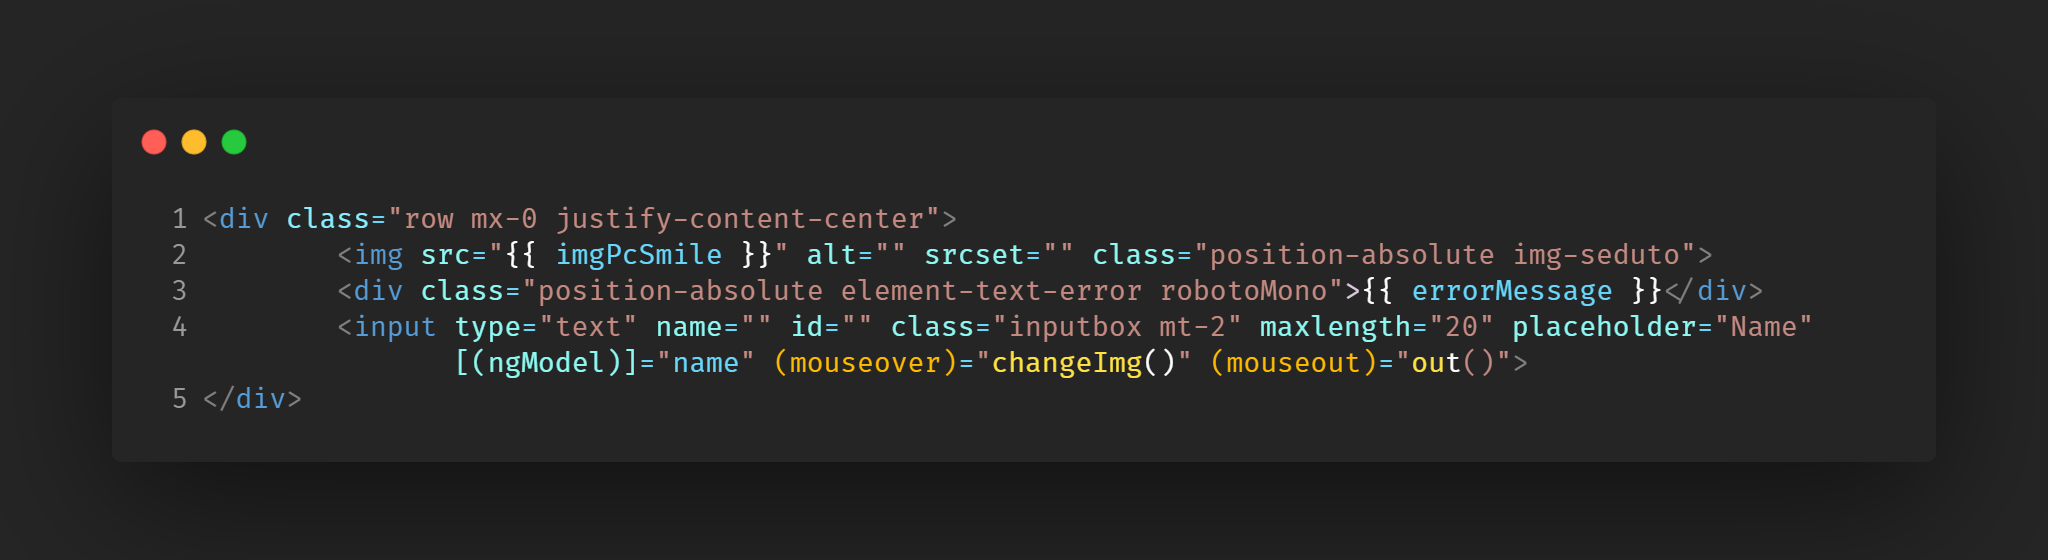 1 <div class="row mx-0 justify-content-center">
2 <img src="{{ imgPcSmile }}" alt="" srcset="" class="position-absolute img-seduto">
3 <div class="position-absolute element-text-error robotoMono">{{ errorMessage }}</div>
4 <input type="text" name="" id="" class="inputbox mt-2" maxlength="20" placeholder="Name"
[(ngModel)]="name" (mouseover)="changeImg()" (mouseout)="out()">
5 </div>